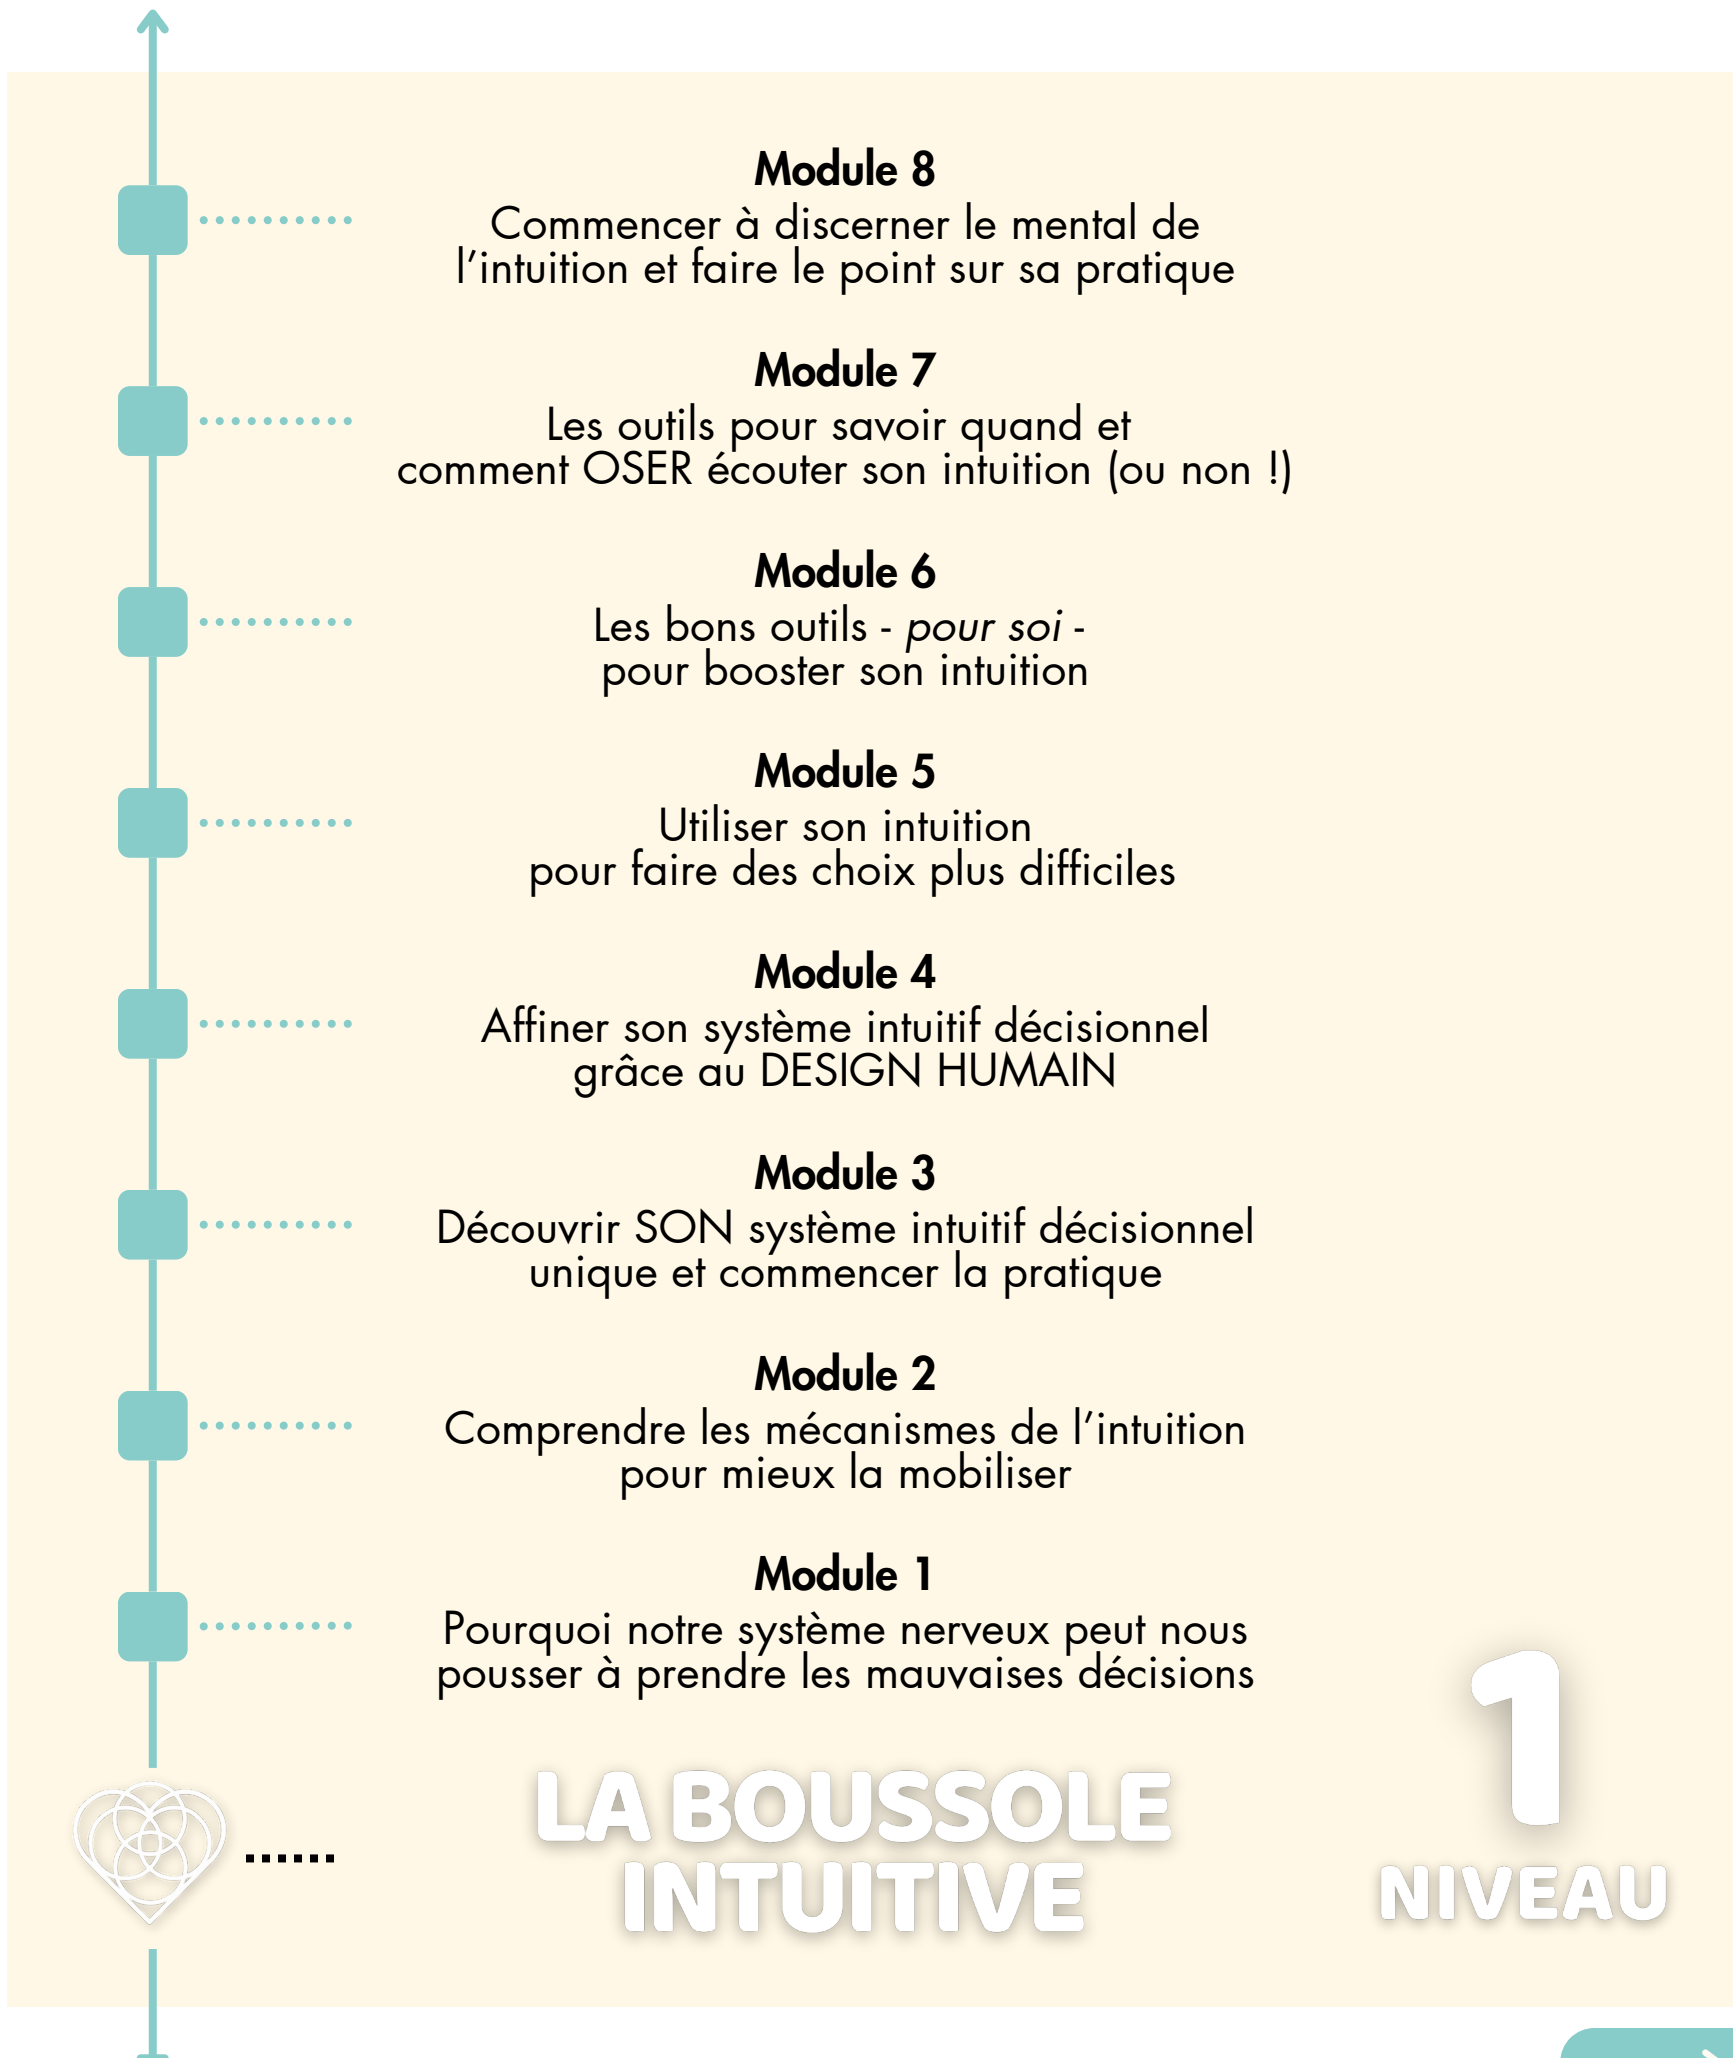 Module 8
Commencer à discerner le mental de
l’intuition et faire le point sur sa pratique
Module 7
Les outils pour savoir quand et
comment OSER écouter son intuition (ou non !)
Module 6
Les bons outils - pour soi -
pour booster son intuition
Module 5
Utiliser son intuition
pour faire des choix plus difficiles
Module 4
Affiner son système intuitif décisionnel
grâce au DESIGN HUMAIN
Module 3
Découvrir SON système intuitif décisionnel
unique et commencer la pratique
Module 2
Comprendre les mécanismes de l’intuition
pour mieux la mobiliser
Module 1
Pourquoi notre système nerveux peut nous
pousser à prendre les mauvaises décisions
LA BOUSSOLE
INTUITIVE
1
NIVEAU